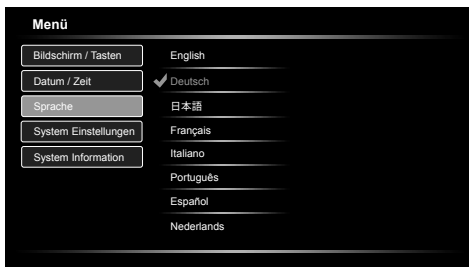 Menü
Bildschirm / Tasten
Datum / Zeit
Sprache
System Einstellungen
System Information
English
Deutsch
日本語
Français
Italiano
Português
Español
Nederlands